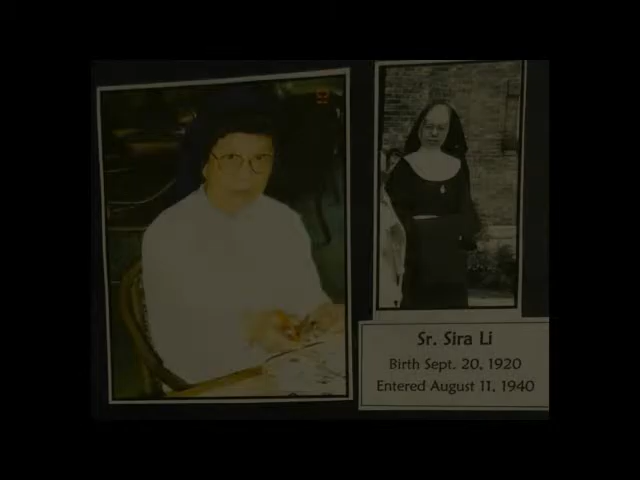 Sr. Sira Li
Birth Sept. 20, 1920
Entered August 11, 1940